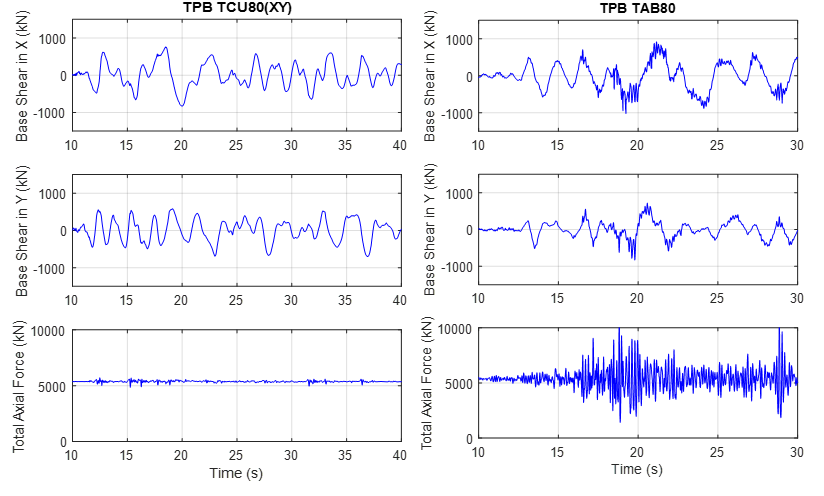 TPB TCU80(XY)
Base Shear in X (kN)
1000
0
-1000
10 15 20 25 30 35 40
Base Shear in Y (kN)
1000
0
-1000
10 15 20 25 30 35 40
Total Axial Force (kN)
10000
5000
0
10 15 20 25 30 35 40
Time (s)
TPB TAB80
Base Shear in X (kN)
1000
0
-1000
10 15 20 25 30
Base Shear in Y (kN)
1000
0
-1000
10 15 20 25 30
Total Axial Force (kN)
10000
5000
0
10 15 20 25 30
Time (s)